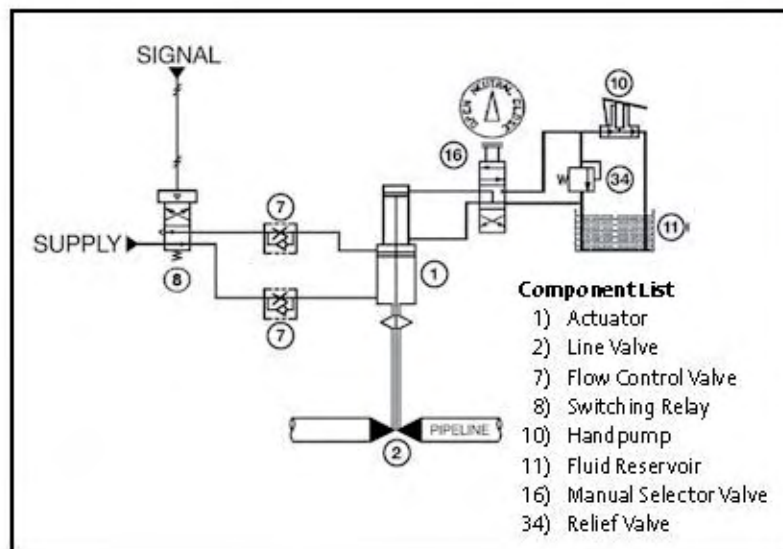 SIGNAL
10
OPEN NEUTRAL CLOSE
16
34
7
SUPPLY
11
8
1
7
Component List
1) Actuator
2) Line Valve
7) Flow Control Valve
PIPELINE
8) Switching Relay
2
10) Handpump
11) Fluid Reservoir
16) Manual Selector Valve
34) Relief Valve